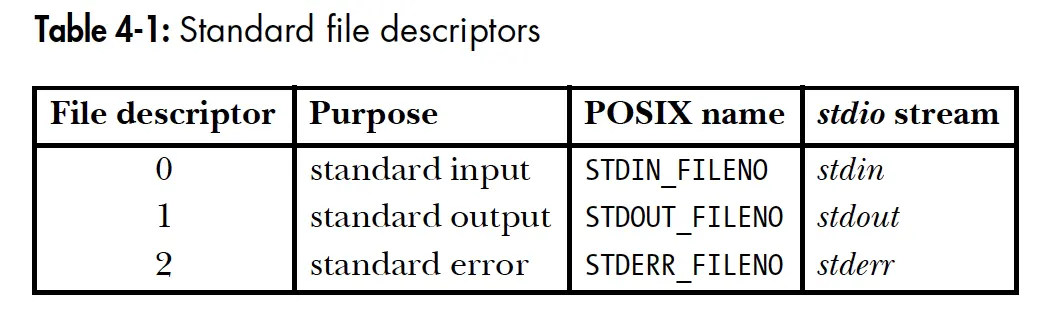 Table 4-1: Standard file descriptors
File descriptor Purpose POSIX name stdio stream
0 standard input STDIN_FILENO stdin
1 standard output STDOUT_FILENO stdout
2 standard error STDERR_FILENO stderr